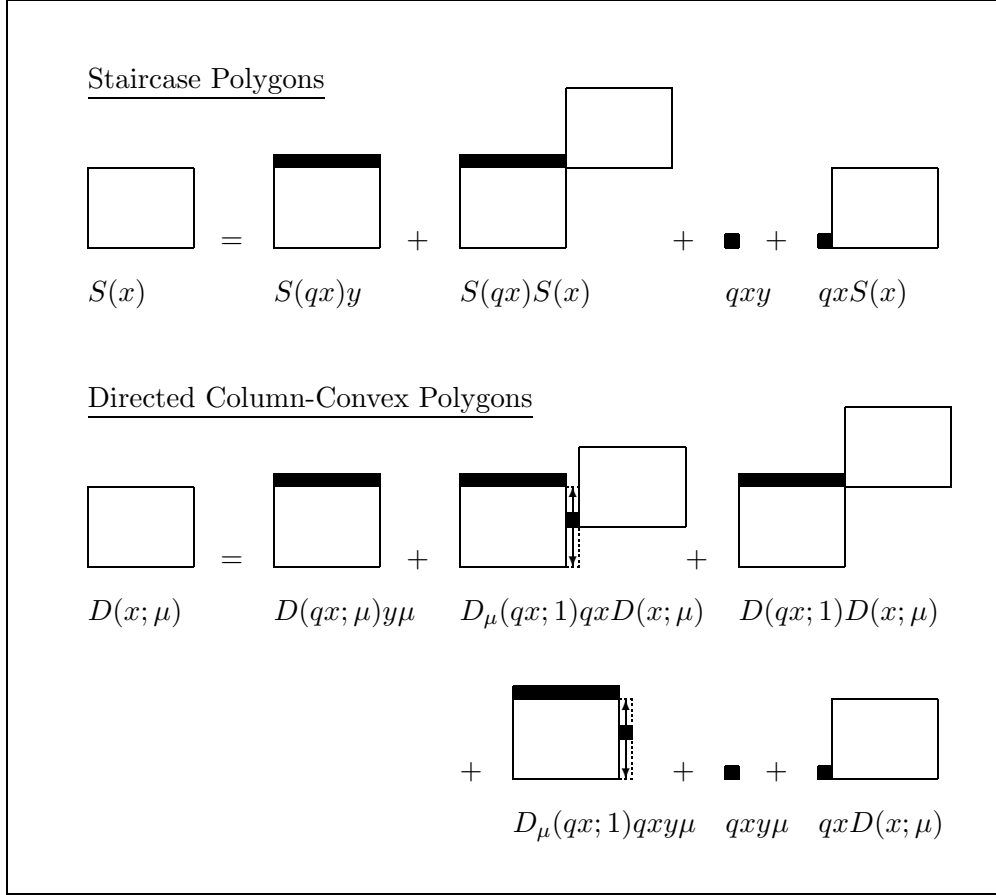 Staircase Polygons
= + + +
S(x) S(qx)y S(qx)S(x) qxy qxS(x)
Directed Column-Convex Polygons
= + +
D(x; μ) D(qx; μ)yμ D_μ(qx; 1)qxD(x; μ) D(qx; 1)D(x; μ)
+ + +
D_μ(qx; 1)qxyμ qxyμ qxD(x; μ)